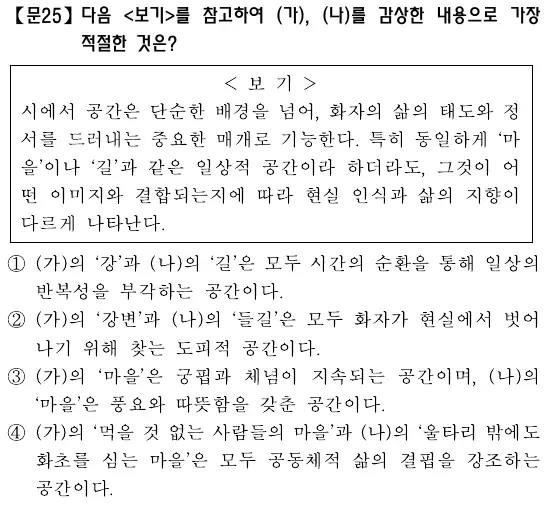 【문25】 다음 <보기>를 참고하여 (가), (나)를 감상한 내용으로 가장
적절한 것은?
< 보 기 >
시에서 공간은 단순한 배경을 넘어, 화자의 삶의 태도와 정
서를 드러내는 중요한 매개로 기능한다. 특히 동일하게 ‘마
을’이나 ‘길’과 같은 일상적 공간이라 하더라도, 그것이 어
떤 이미지와 결합되는지에 따라 현실 인식과 삶의 지향이
다르게 나타난다.
① (가)의 ‘강’과 (나)의 ‘길’은 모두 시간의 순환을 통해 일상의
반복성을 부각하는 공간이다.
② (가)의 ‘강변’과 (나)의 ‘들길’은 모두 화자가 현실에서 벗어
나기 위해 찾는 도피적 공간이다.
③ (가)의 ‘마을’은 궁핍과 체념이 지속되는 공간이며, (나)의
‘마을’은 풍요와 따뜻함을 갖춘 공간이다.
④ (가)의 ‘먹을 것 없는 사람들의 마을’과 (나)의 ‘울타리 밖에도
화초를 심는 마을’은 모두 공동체적 삶의 결핍을 강조하는
공간이다.